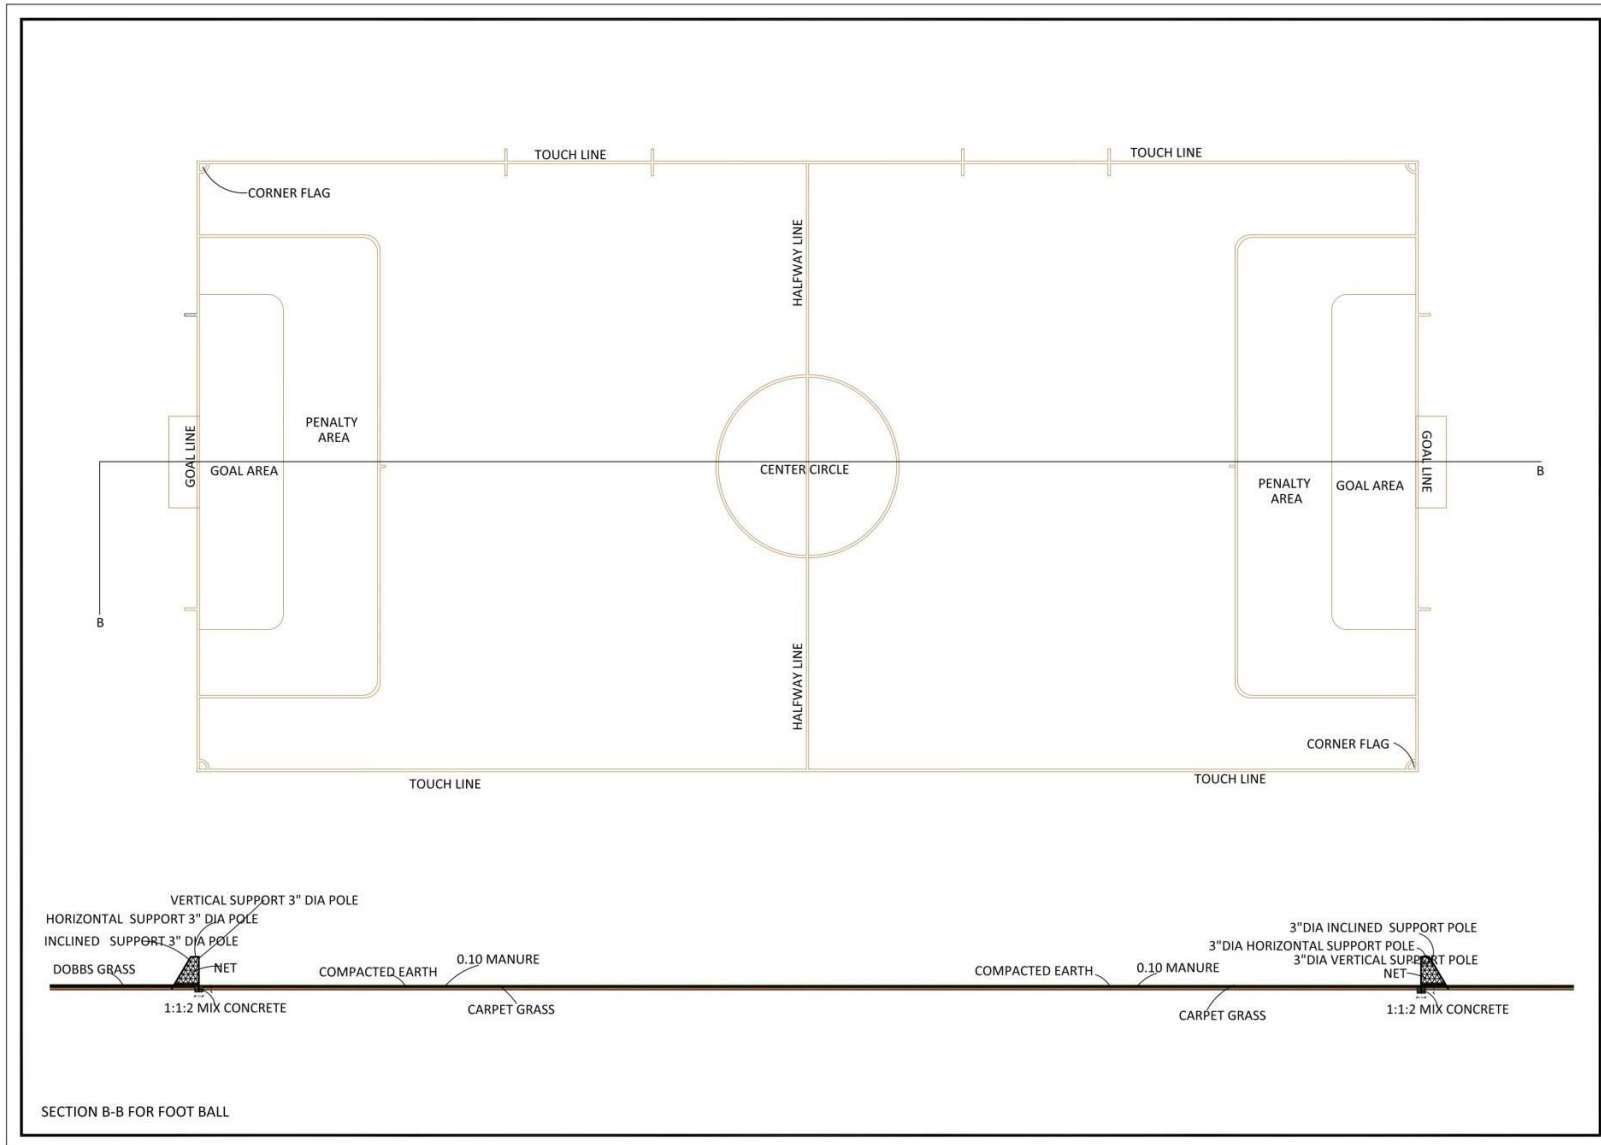 TOUCH LINE
TOUCH LINE
CORNER FLAG
HALFWAY LINE
PENALTY
AREA
GOAL LINE
GOAL AREA
CENTER CIRCLE
GOAL LINE
B
PENALTY
AREA
GOAL AREA
B
HALFWAY LINE
CORNER FLAG
TOUCH LINE
TOUCH LINE
VERTICAL SUPPORT 3" DIA POLE
HORIZONTAL SUPPORT 3" DIA POLE
INCLINED SUPPORT 3" DIA POLE
DOBBS GRASS
NET
COMPACTED EARTH
0.10 MANURE
1:1:2 MIX CONCRETE
CARPET GRASS
3"DIA INCLINED SUPPORT POLE
3"DIA HORIZONTAL SUPPORT POLE
3"DIA VERTICAL SUPPORT POLE
NET
COMPACTED EARTH
0.10 MANURE
CARPET GRASS
1:1:2 MIX CONCRETE
SECTION B-B FOR FOOT BALL